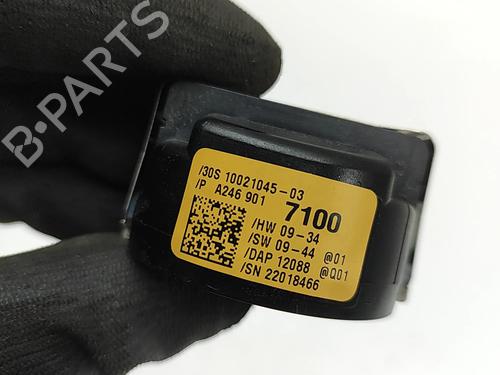 B·PARTS
/30S 10021045-03
/P A246 901 7100
/HW 09-34
/SW 09-44 @01
/DAP 12088 @Q01
/SN 22018466